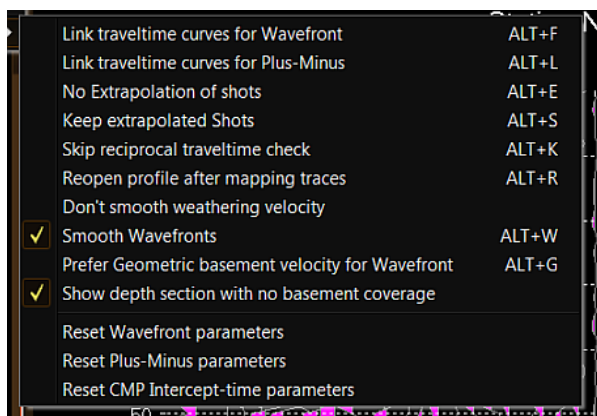 Station N
Link traveltime curves for Wavefront ALT+F
Link traveltime curves for Plus-Minus ALT+L
No Extrapolation of shots ALT+E
Keep extrapolated Shots ALT+S
Skip reciprocal traveltime check ALT+K
Reopen profile after mapping traces ALT+R
Don't smooth weathering velocity
Smooth Wavefronts ALT+W
Prefer Geometric basement velocity for Wavefront ALT+G
Show depth section with no basement coverage
Reset Wavefront parameters
Reset Plus-Minus parameters
Reset CMP Intercept-time parameters
50